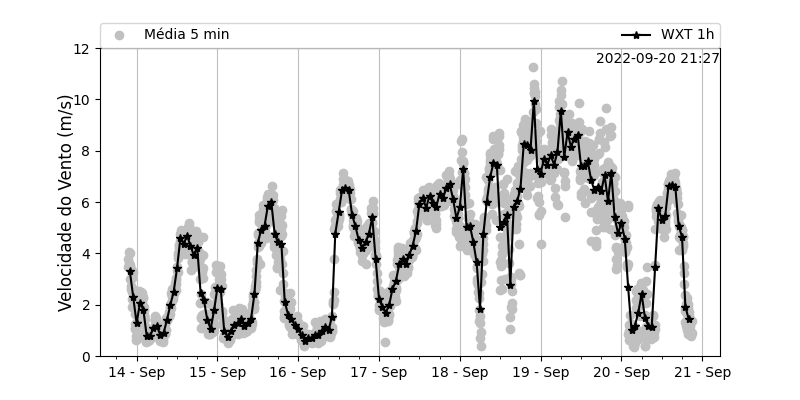 Média 5 min WXT 1h
2022-09-20 21:27
Velocidade do Vento (m/s)
12
10
8
6
4
2
0
14 - Sep 15 - Sep 16 - Sep 17 - Sep 18 - Sep 19 - Sep 20 - Sep 21 - Sep